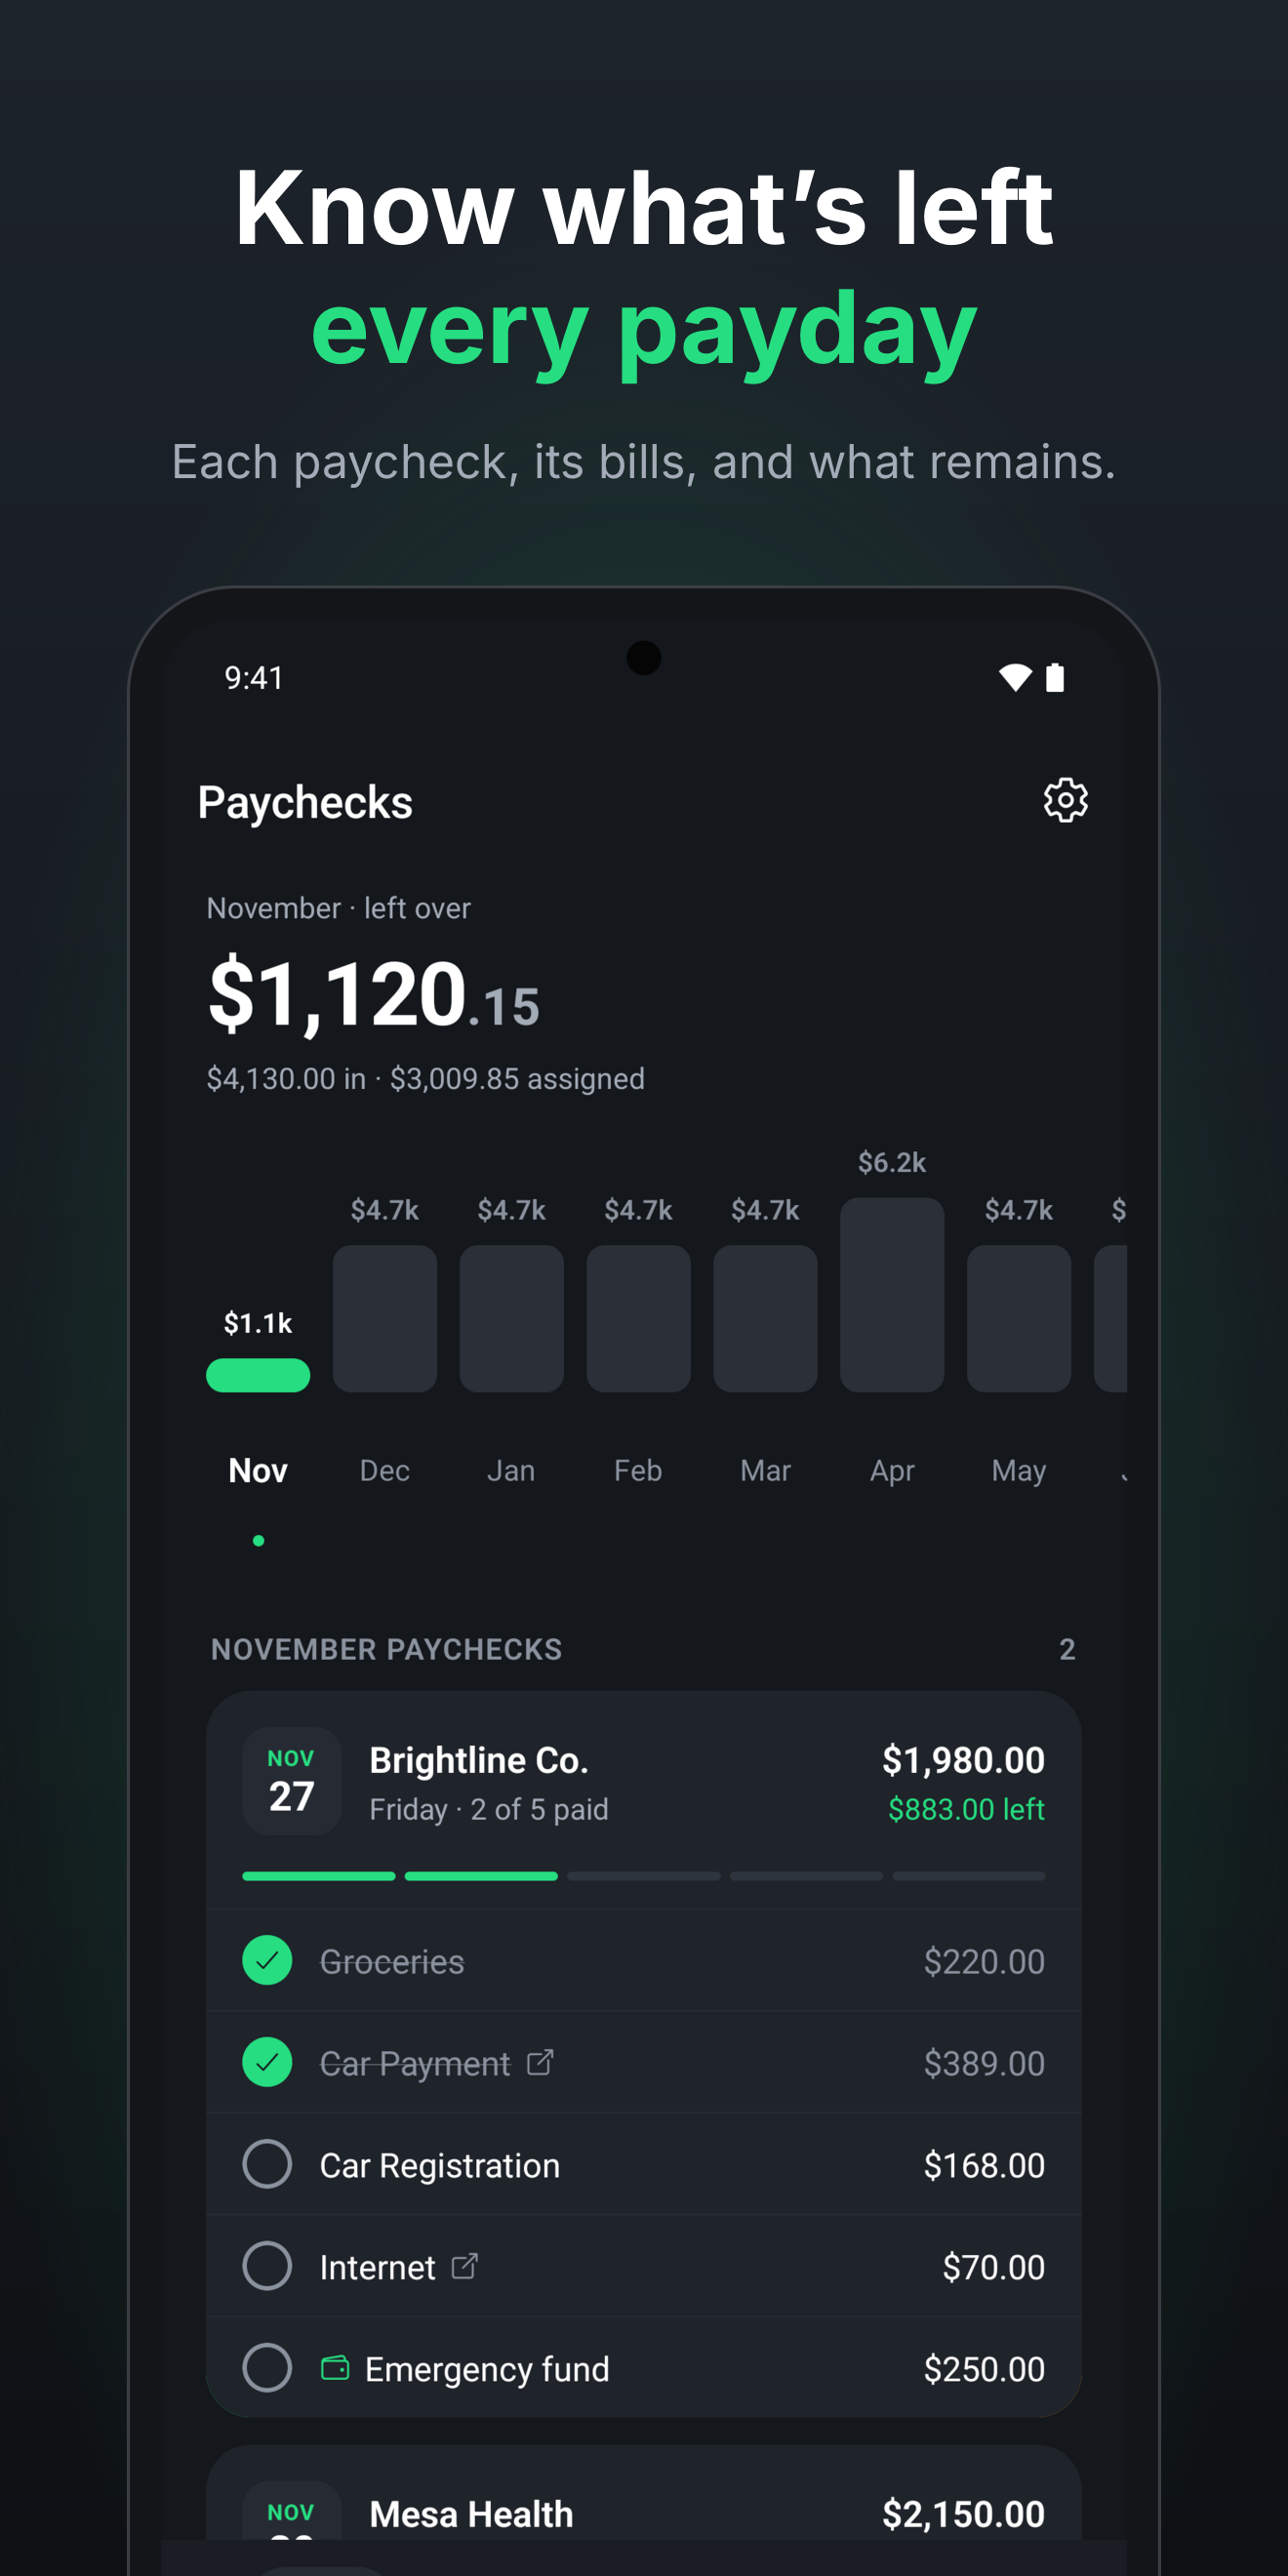 Know what’s left
every payday
Each paycheck, its bills, and what remains.
9:41
Paychecks
November · left over
$1,120.15
$4,130.00 in · $3,009.85 assigned
$6.2k
$4.7k $4.7k $4.7k $4.7k $4.7k $
$1.1k
Nov Dec Jan Feb Mar Apr May
NOVEMBER PAYCHECKS 2
NOV
27
Brightline Co. $1,980.00
Friday · 2 of 5 paid $883.00 left
Groceries $220.00
Car Payment $389.00
Car Registration $168.00
Internet $70.00
Emergency fund $250.00
NOV
Mesa Health $2,150.00